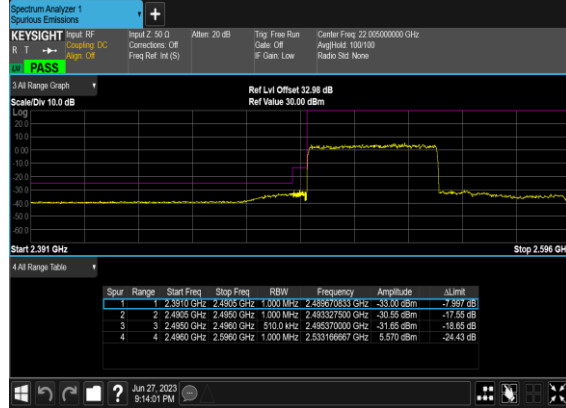 Spectrum Analyzer 1
Spurious Emissions
+
KEYSIGHT Input: RF Input Z: 50 Ω Atten: 20 dB Trig: Free Run Center Freq: 22.005000000 GHz
R T Coupling: DC Corrections: Off Gate: Off Avg|Hold: 100/100
Align: Off Freq Ref: Int (S) IF Gain: Low Radio Std: None
LW PASS
3 All Range Graph Ref Lvl Offset 32.98 dB
Scale/Div 10.0 dB Ref Value 30.00 dBm
Log
20.0
10.0
0.00
-10.0
-20.0
-30.0
-40.0
-50.0
-60.0
Start 2.391 GHz Stop 2.596 GH
4 All Range Table
Spur Range Start Freq Stop Freq RBW Frequency Amplitude ΔLimit
1 1 2.3910 GHz 2.4905 GHz 1.000 MHz 2.489670833 GHz -33.00 dBm -7.997 dB
2 2 2.4905 GHz 2.4950 GHz 1.000 MHz 2.493327500 GHz -30.55 dBm -17.55 dB
3 3 2.4950 GHz 2.4960 GHz 510.0 kHz 2.495370000 GHz -31.65 dBm -18.65 dB
4 4 2.4960 GHz 2.5960 GHz 1.000 MHz 2.533166667 GHz 5.570 dBm -24.43 dB
? Jun 27, 2023
9:14:01 PM